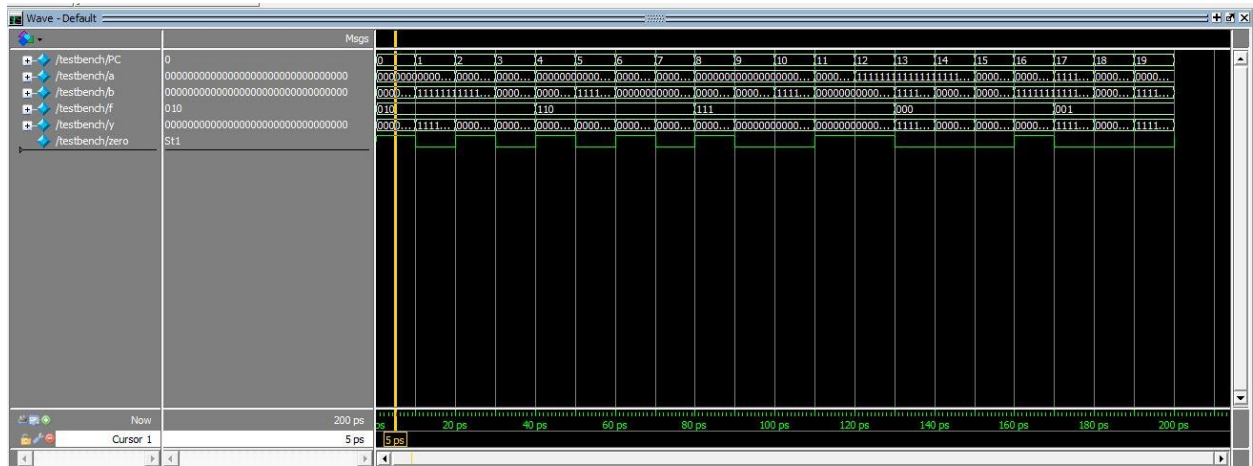 Wave - Default
Msgs
/testbench/PC 0 0 1 2 3 4 5 6 7 8 9 10 11 12 13 14 15 16 17 18 19
/testbench/a 00000000000000000000000000000000
/testbench/b 00000000000000000000000000000000
/testbench/f 010 010 110 111 000 001
/testbench/y 00000000000000000000000000000000
/testbench/zero St1
Now 200 ps ps 20 ps 40 ps 60 ps 80 ps 100 ps 120 ps 140 ps 160 ps 180 ps 200 ps
Cursor 1 5 ps 5 ps